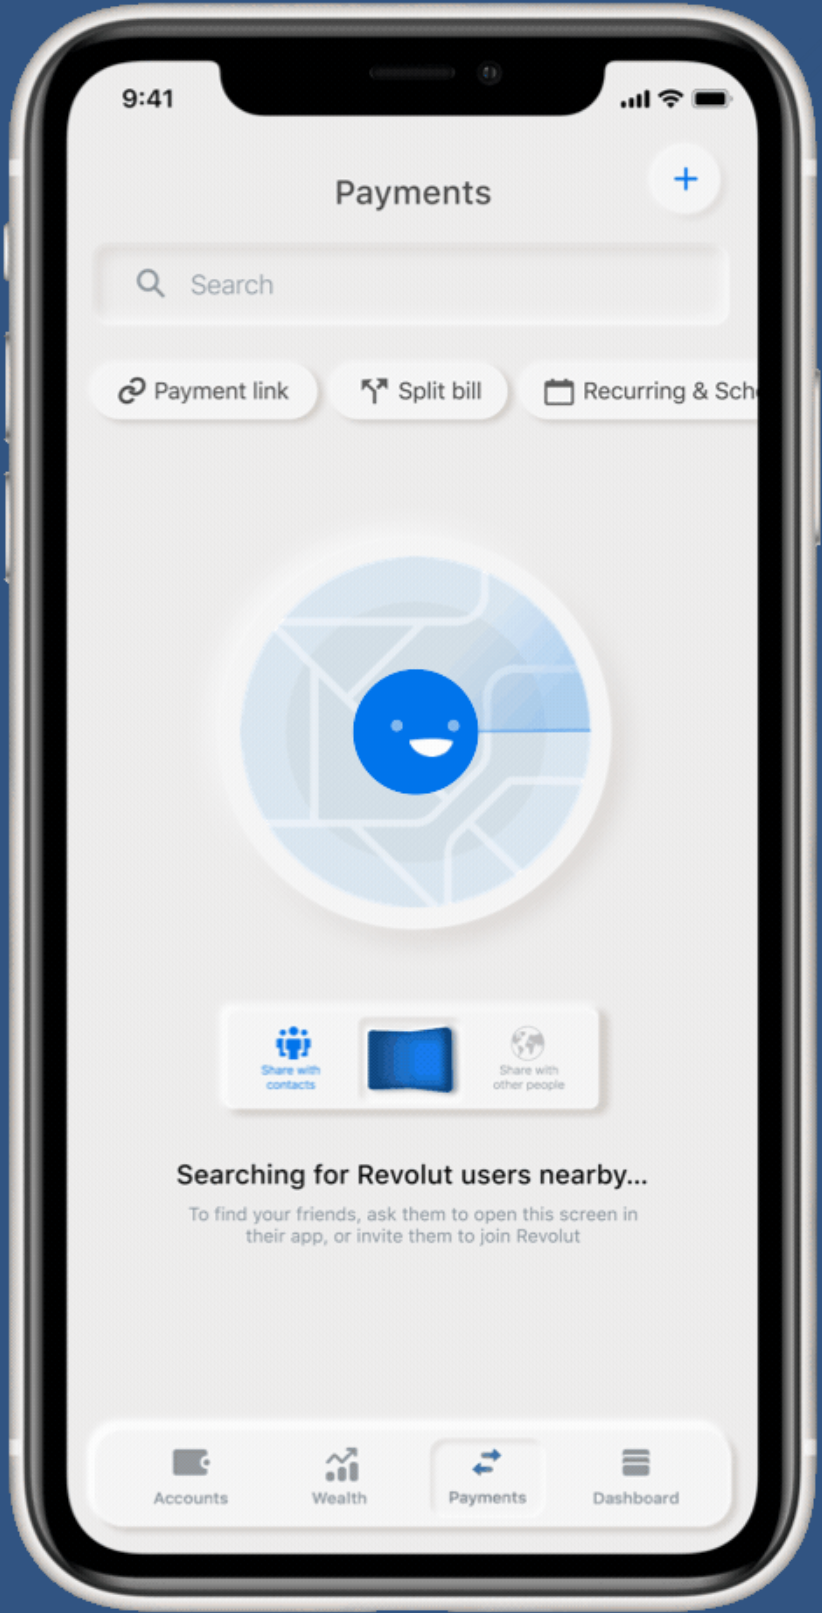 9:41
Payments
Search
Payment link
Split bill
Recurring & Sch
Share with
contacts
Share with
other people
Searching for Revolut users nearby...
To find your friends, ask them to open this screen in
their app, or invite them to join Revolut
Accounts
Wealth
Payments
Dashboard